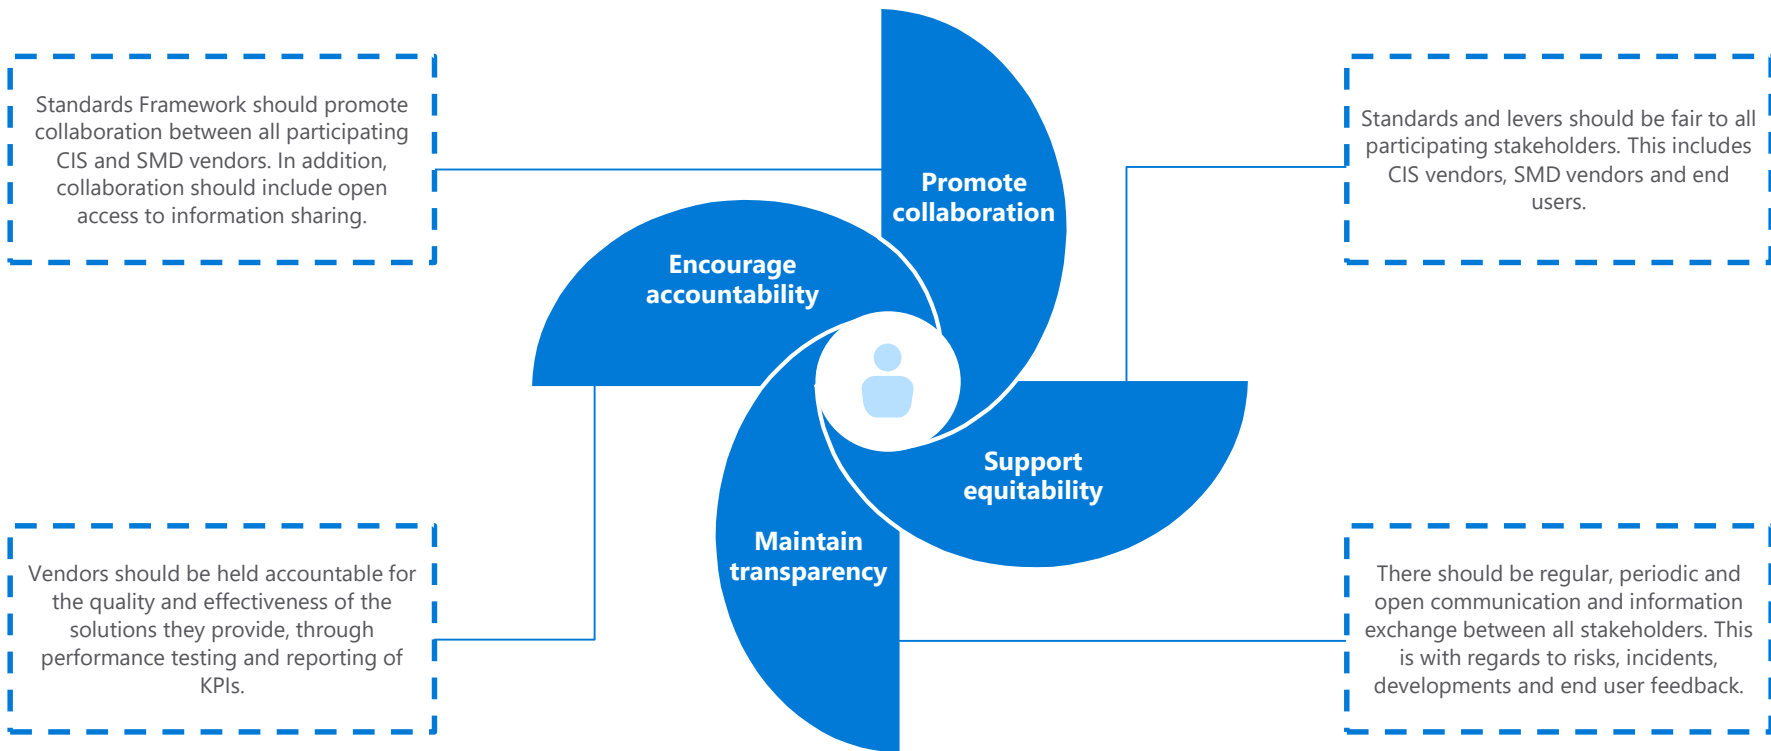 Standards Framework should promote
collaboration between all participating
CIS and SMD vendors. In addition,
collaboration should include open
access to information sharing.
Promote
collaboration
Standards and levers should be fair to all
participating stakeholders. This includes
CIS vendors, SMD vendors and end
users.
Encourage
accountability
Support
equitability
Maintain
transparency
Vendors should be held accountable for
the quality and effectiveness of the
solutions they provide, through
performance testing and reporting of
KPIs.
There should be regular, periodic and
open communication and information
exchange between all stakeholders. This
is with regards to risks, incidents,
developments and end user feedback.